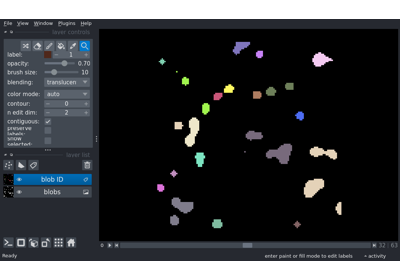 File View Window Plugins Help
layer controls
label: 1
opacity: 0.70
brush size: 10
blending: translucen
color mode: auto
contour: 0
n edit dim: 2
contiguous: ✓
preserve
labels:
show
selected:
layer list
blob ID
blobs
0
32 63
Ready
enter paint or fill mode to edit labels
activity